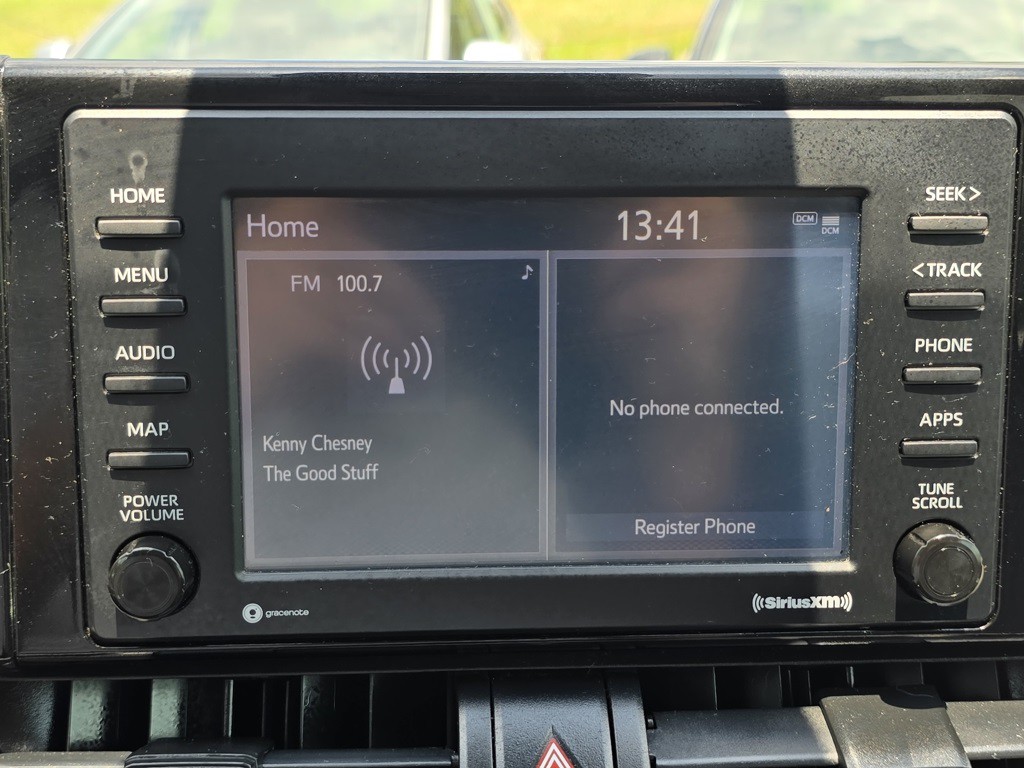 HOME
MENU
AUDIO
MAP
POWER
VOLUME
Home
13:41
DCM
DCM
FM 100.7
Kenny Chesney
The Good Stuff
No phone connected.
Register Phone
SEEK >
< TRACK
PHONE
APPS
TUNE
SCROLL
gracenote
SiriusXM